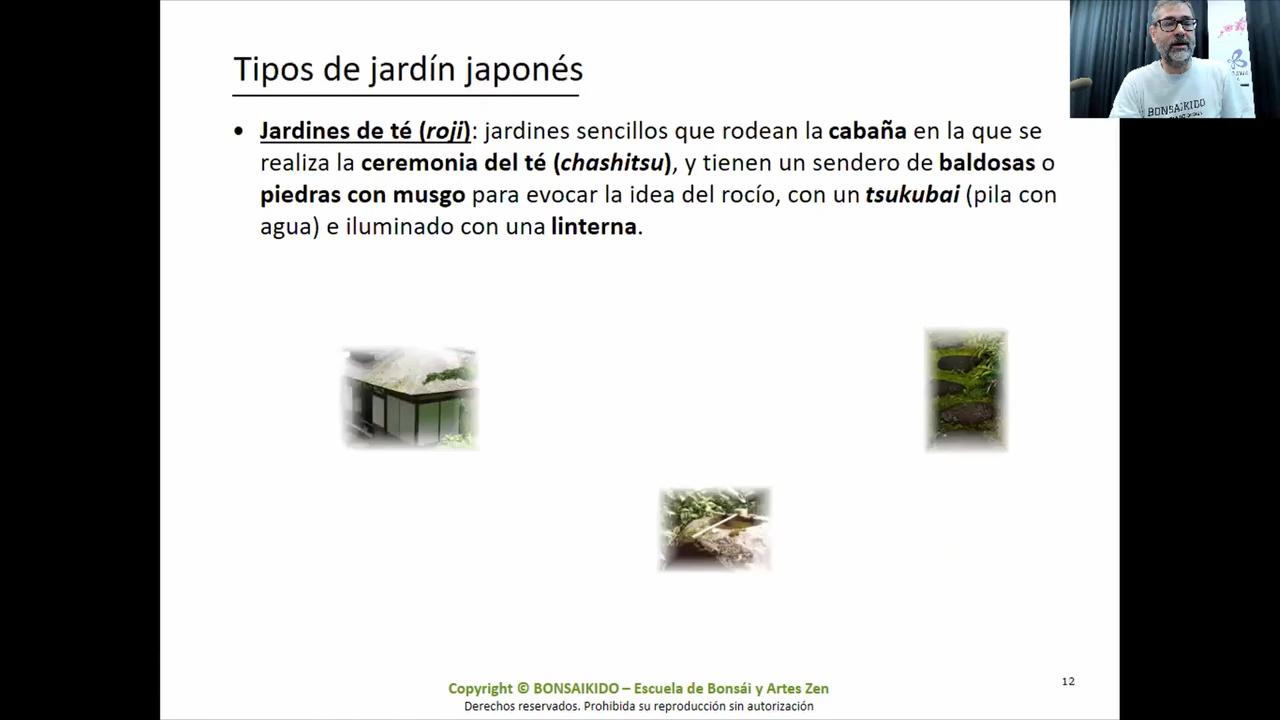 Tipos de jardín japonés
• Jardines de té (roji): jardines sencillos que rodean la cabaña en la que se
realiza la ceremonia del té (chashitsu), y tienen un sendero de baldosas o
piedras con musgo para evocar la idea del rocío, con un tsukubai (pila con
agua) e iluminado con una linterna.
BONSAIKIDO
12
Copyright © BONSAIKIDO – Escuela de Bonsái y Artes Zen
Derechos reservados. Prohibida su reproducción sin autorización